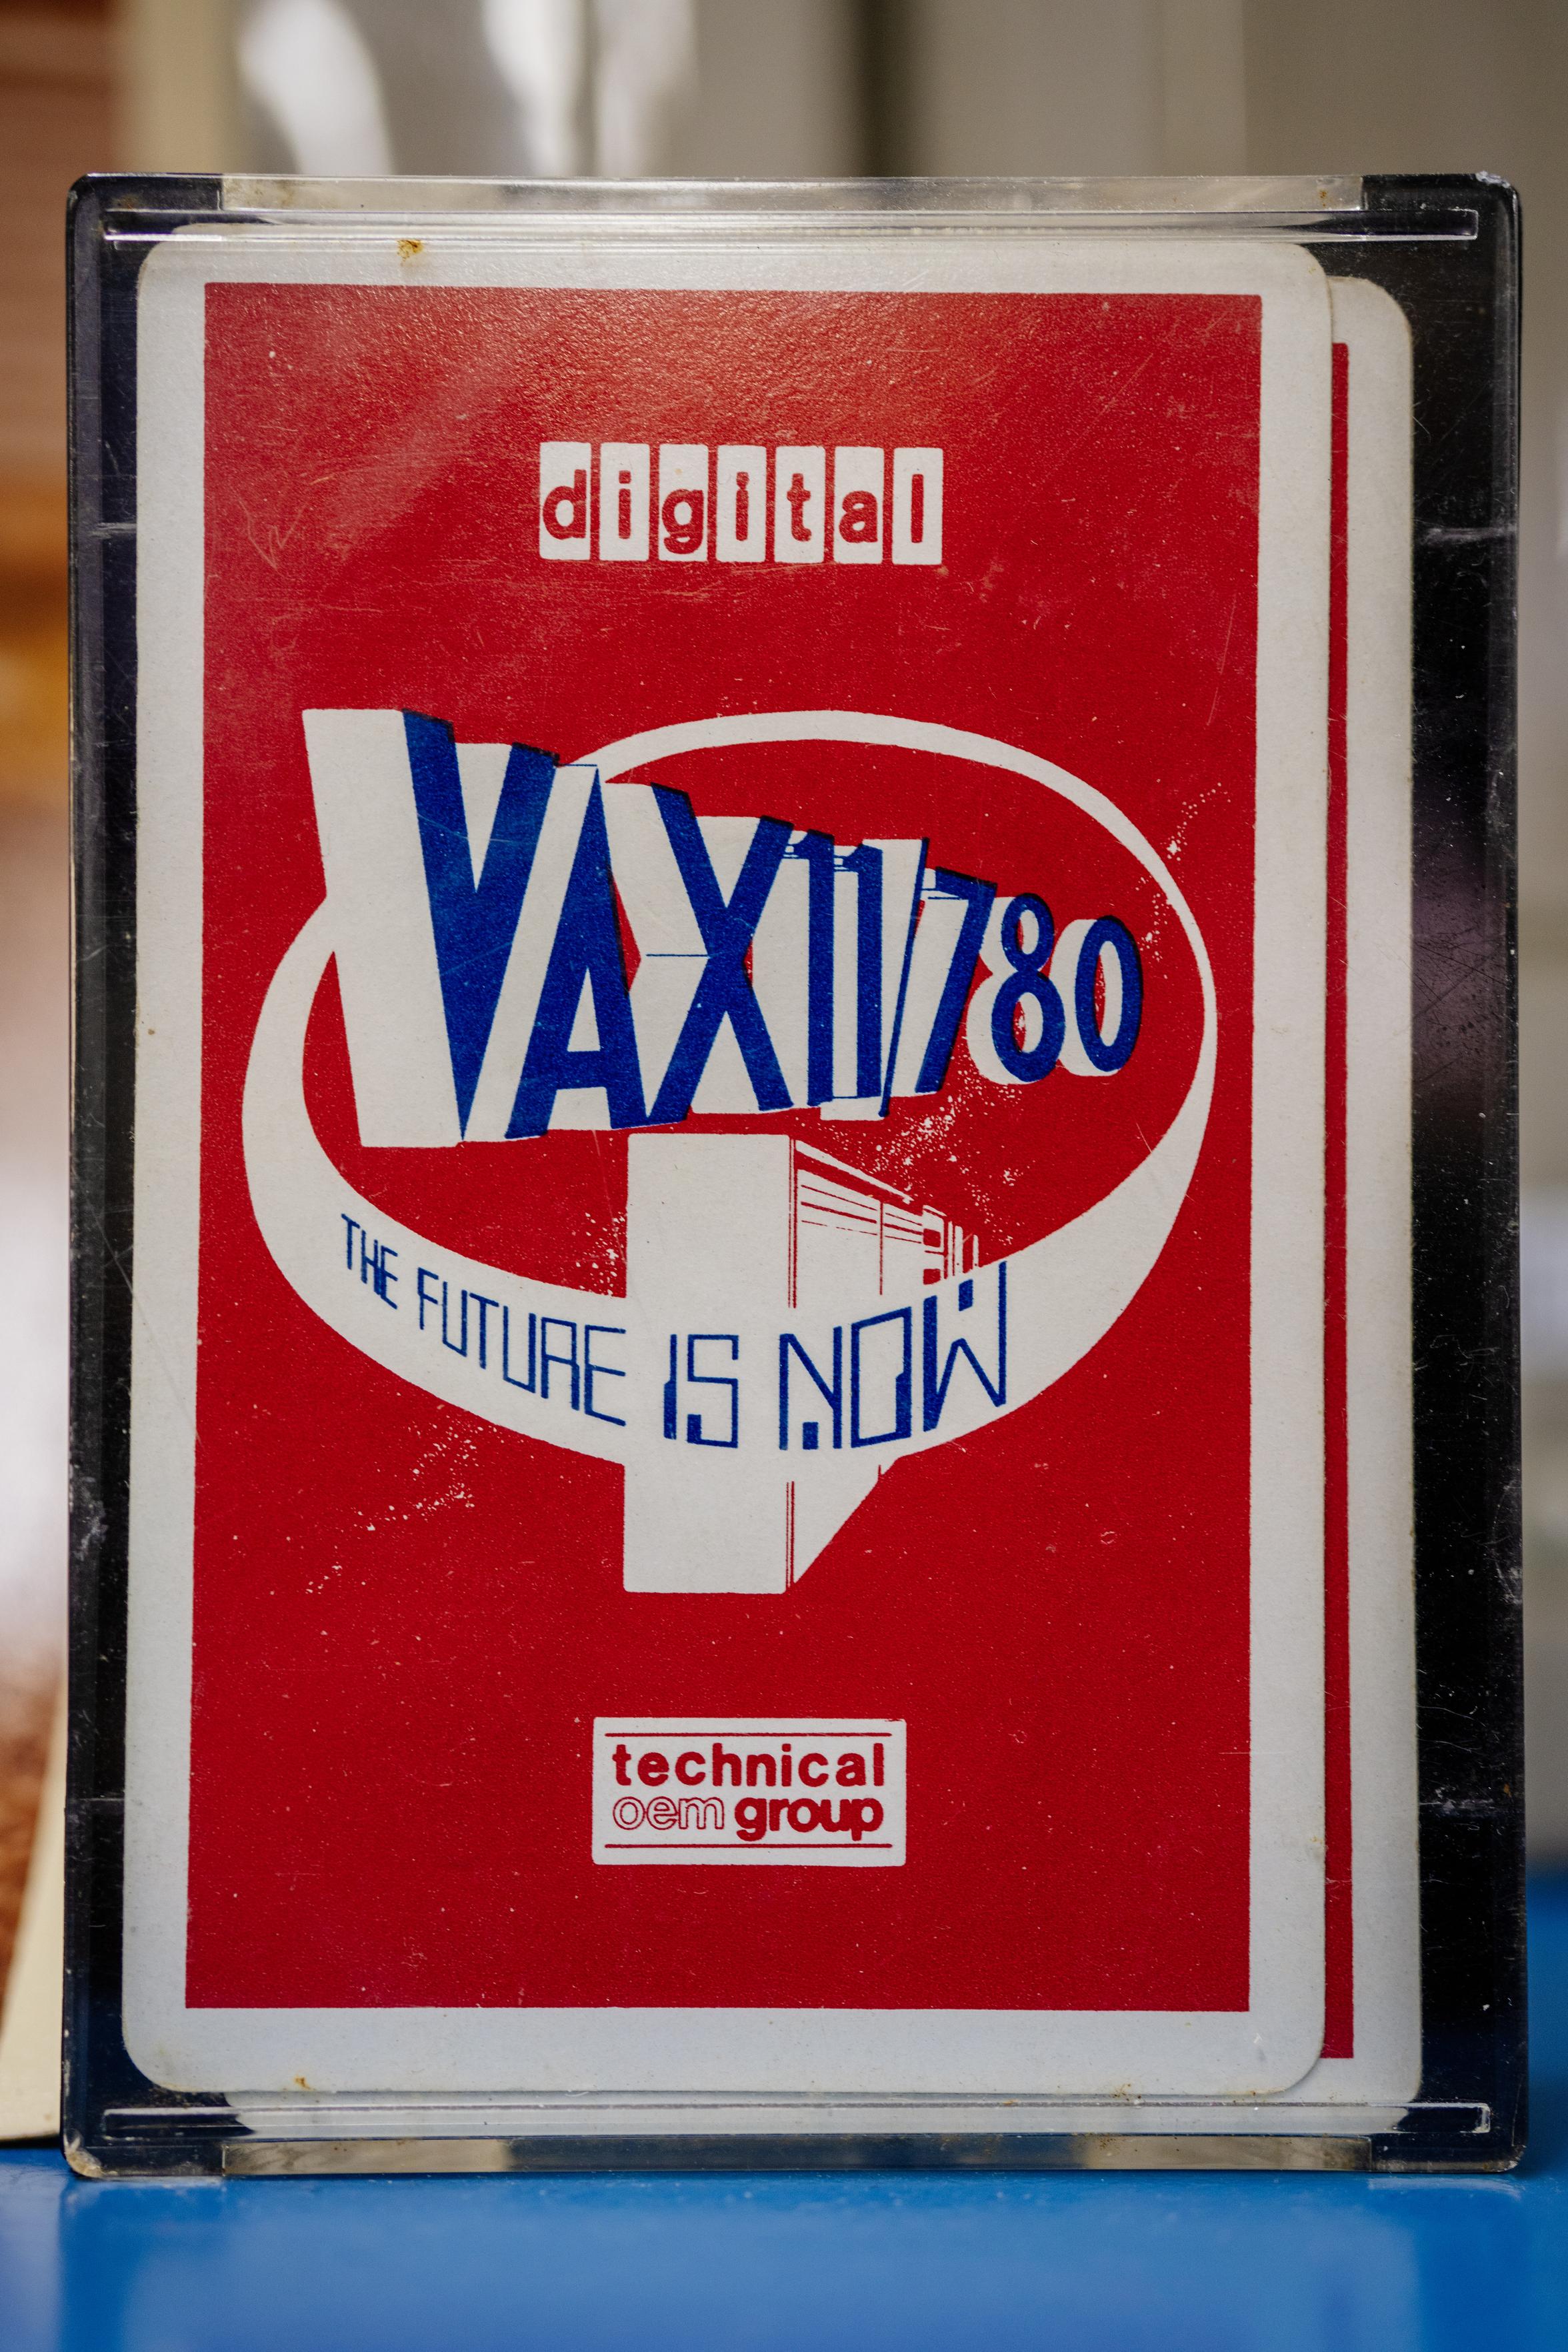 digital
VAX11/780
THE FUTURE IS NOW
technical
oem group